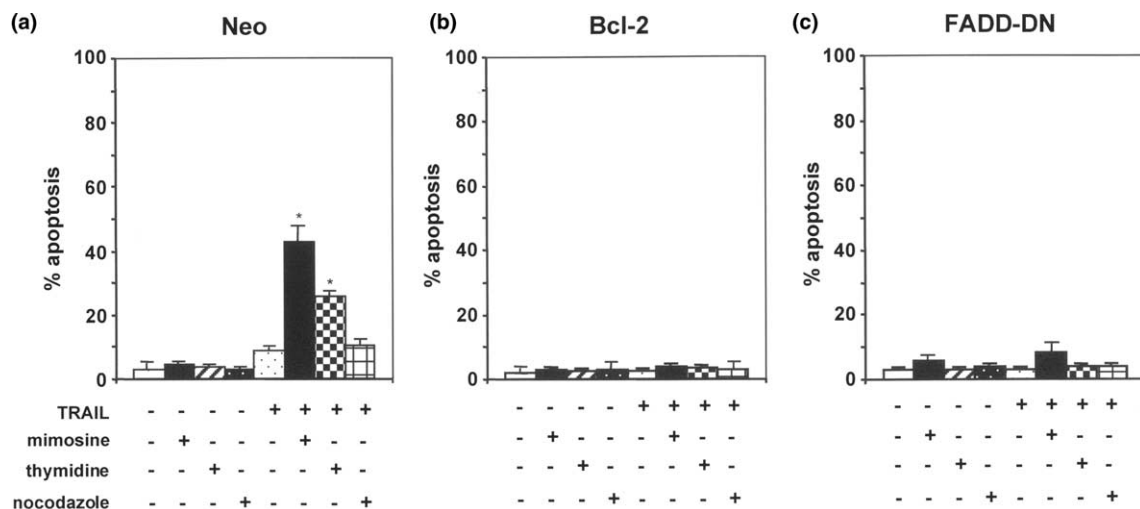 (a) Neo
(b) Bcl-2
(c) FADD-DN
% apoptosis
100
80
60
40
20
0
*
*
% apoptosis
100
80
60
40
20
0
% apoptosis
100
80
60
40
20
0
TRAIL - - - - + + + + - - - - + + + + - - - - + + + +
mimosine - + - - - + - - - + - - - + - - - + - - - + - -
thymidine - - + - - - + - - - + - - - + - - - + - - - + -
nocodazole - - - + - - - + - - - + - - - + - - - + - - - +